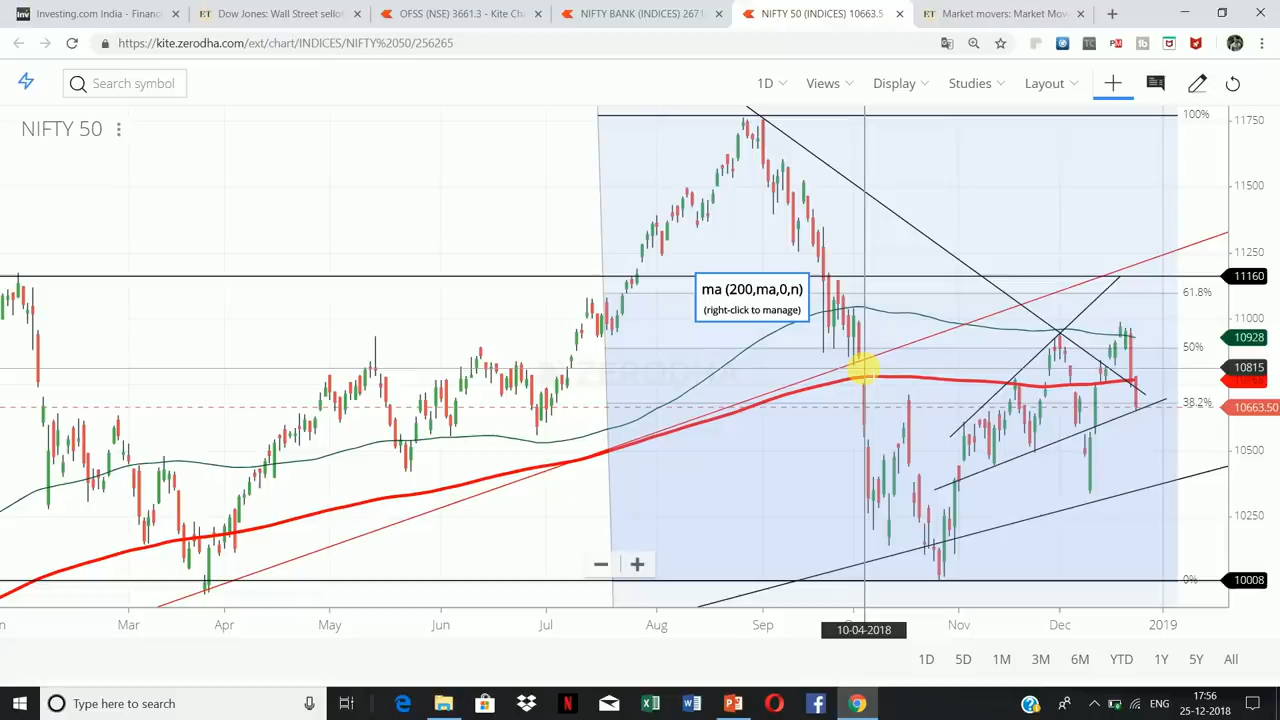 Investing.com India - Financ
Dow Jones: Wall Street sellof
OFSS (NSE) 3661.3 - Kite Ch
NIFTY BANK (INDICES) 2671
NIFTY 50 (INDICES) 10663.5
Market movers: Market Mov
https://kite.zerodha.com/ext/chart/INDICES/NIFTY%2050/256265
Search symbol
1D
Views
Display
Studies
Layout
NIFTY 50
100%
11750
11500
11250
11160
61.8%
ma (200,ma,0,n)
(right-click to manage)
11000
10928
50%
10815
38.2%
10663.50
ZERODHA
10500
10250
0%
10008
Mar
Apr
May
Jun
Jul
Aug
Sep
Nov
Dec
2019
10-04-2018
1D
5D
1M
3M
6M
YTD
1Y
5Y
All
Type here to search
ENG
17:56
25-12-2018